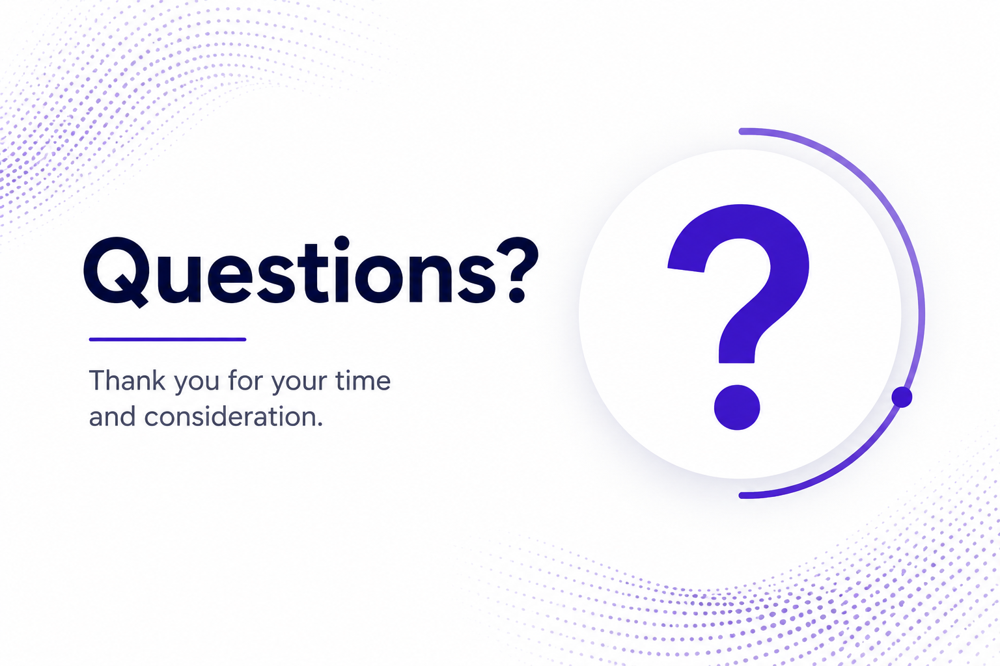 Questions?
Thank you for your time
and consideration.
?